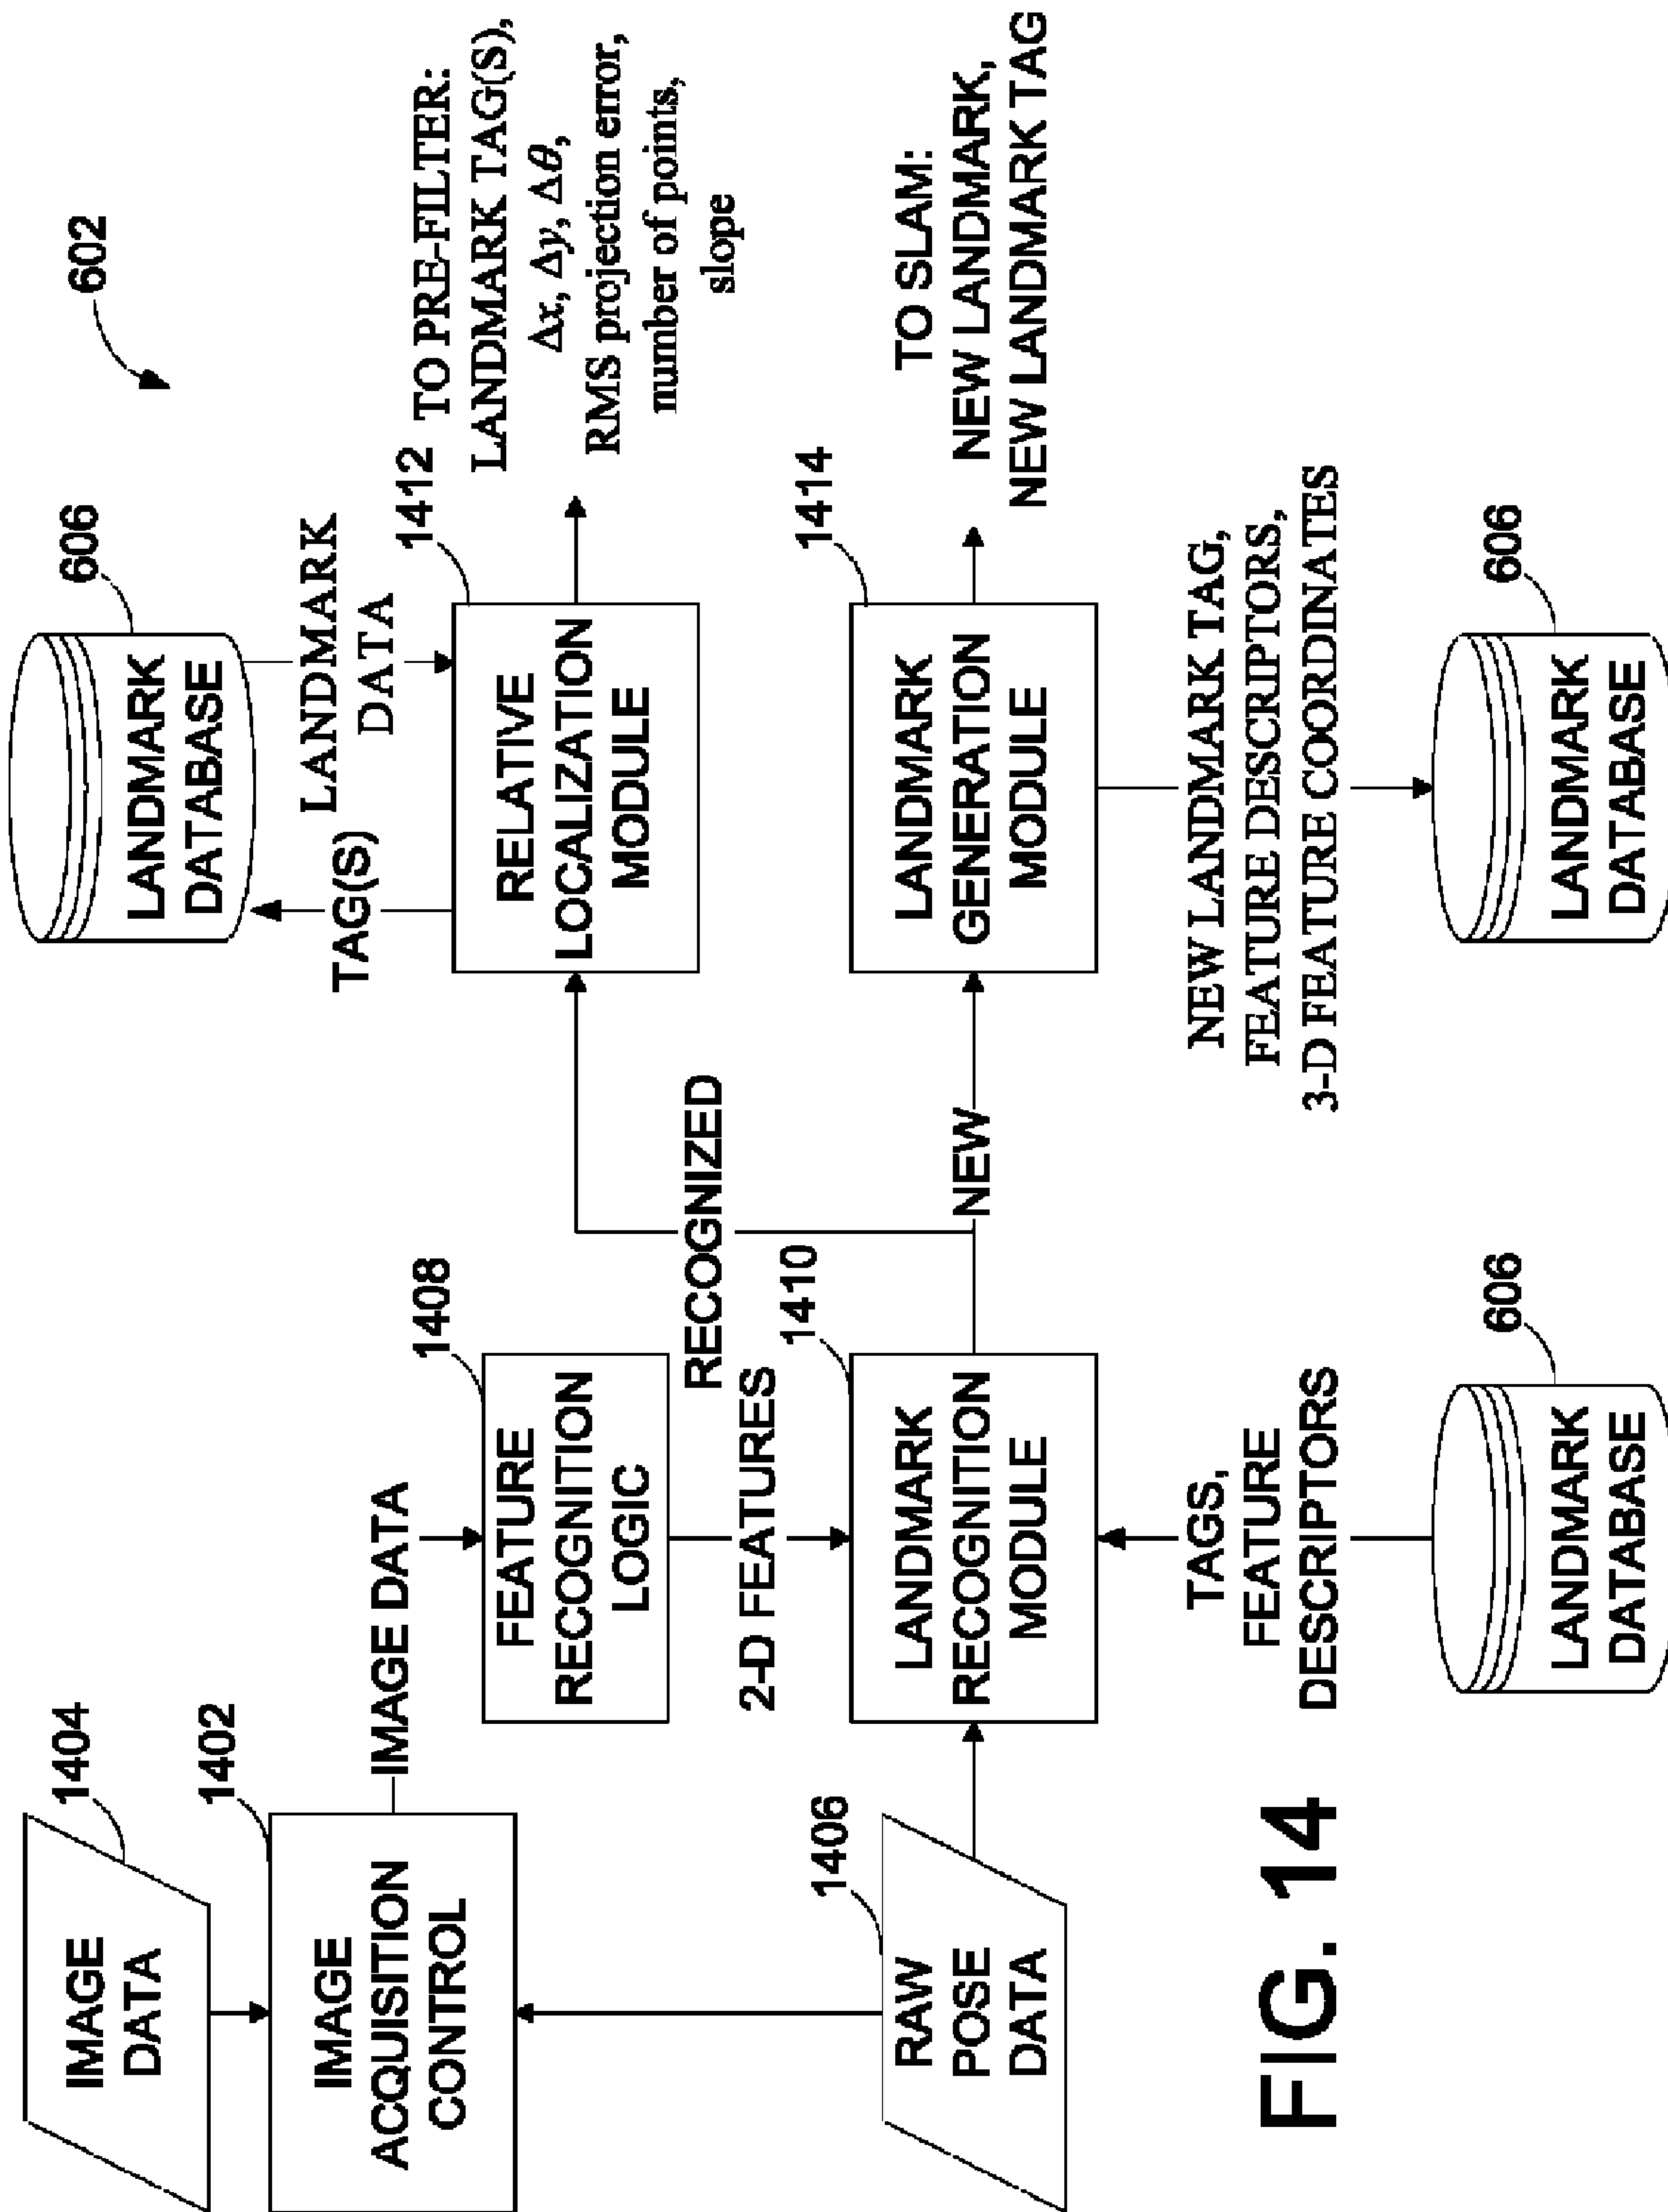 602
1404
IMAGE
DATA
1402
IMAGE
ACQUISITION
CONTROL
IMAGE DATA
1408
FEATURE
RECOGNITION
LOGIC
2-D FEATURES
1406
RAW
POSE
DATA
1410
LANDMARK
RECOGNITION
MODULE
TAGS,
FEATURE
DESCRIPTORS
606
LANDMARK
DATABASE
RECOGNIZED
NEW
606
LANDMARK
DATABASE
TAG(S)
LANDMARK
DATA
1412
RELATIVE
LOCALIZATION
MODULE
TO PRE-FILTER:
LANDMARK TAG(S),
Δx, Δy, Δθ,
RMS projection error,
number of points,
slope
1414
LANDMARK
GENERATION
MODULE
TO SLAM:
NEW LANDMARK,
NEW LANDMARK TAG
NEW LANDMARK TAG,
FEATURE DESCRIPTORS,
3-D FEATURE COORDINATES
606
LANDMARK
DATABASE
FIG. 14